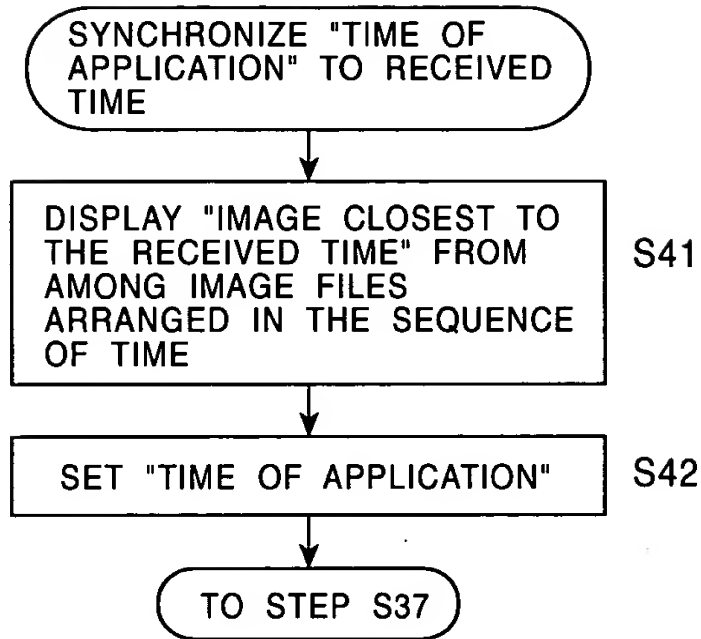 SYNCHRONIZE "TIME OF
APPLICATION" TO RECEIVED
TIME
DISPLAY "IMAGE CLOSEST TO
THE RECEIVED TIME" FROM
AMONG IMAGE FILES
ARRANGED IN THE SEQUENCE
OF TIME
S41
SET "TIME OF APPLICATION"
S42
TO STEP S37